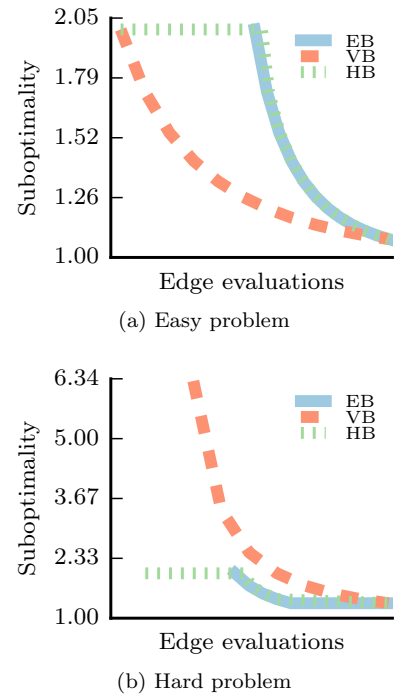 2.05
1.79
1.52
1.26
1.00
Suboptimality
EB
VB
HB
Edge evaluations
(a) Easy problem
6.34
5.00
3.67
2.33
1.00
Suboptimality
EB
VB
HB
Edge evaluations
(b) Hard problem